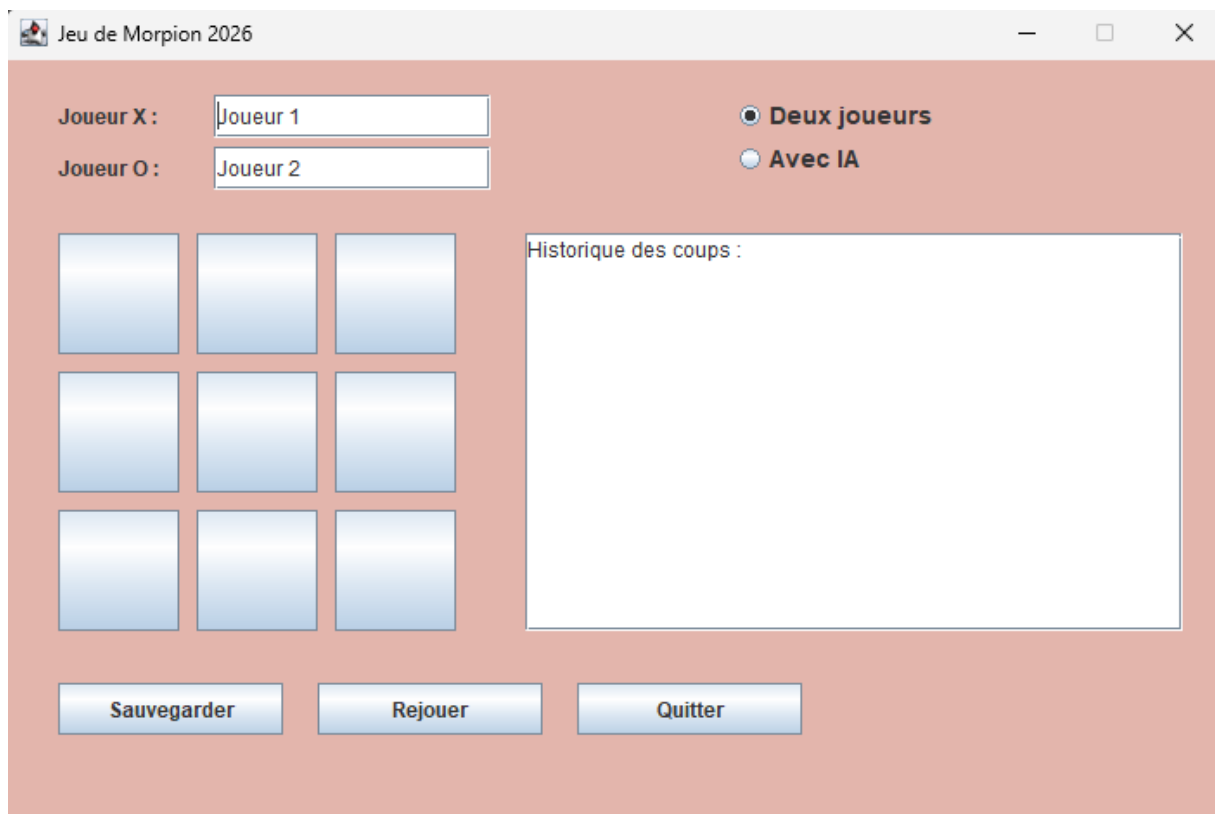 Jeu de Morpion 2026
Joueur X :
Joueur 1
Deux joueurs
Joueur O :
Joueur 2
Avec IA
Historique des coups :
Sauvegarder
Rejouer
Quitter